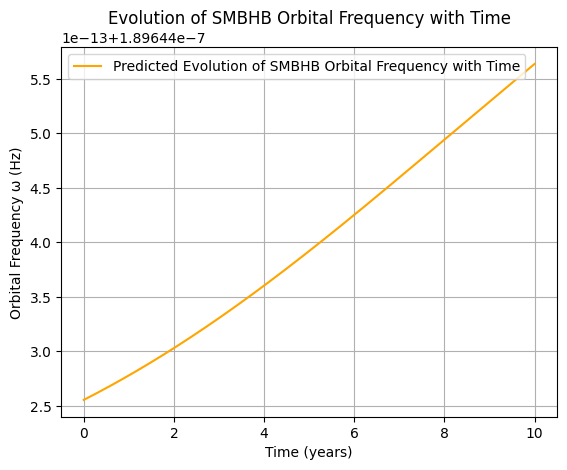 Evolution of SMBHB Orbital Frequency with Time
1e−13+1.89644e−7
Predicted Evolution of SMBHB Orbital Frequency with Time
5.5
5.0
4.5
4.0
3.5
3.0
2.5
Orbital Frequency ω (Hz)
0 2 4 6 8 10
Time (years)